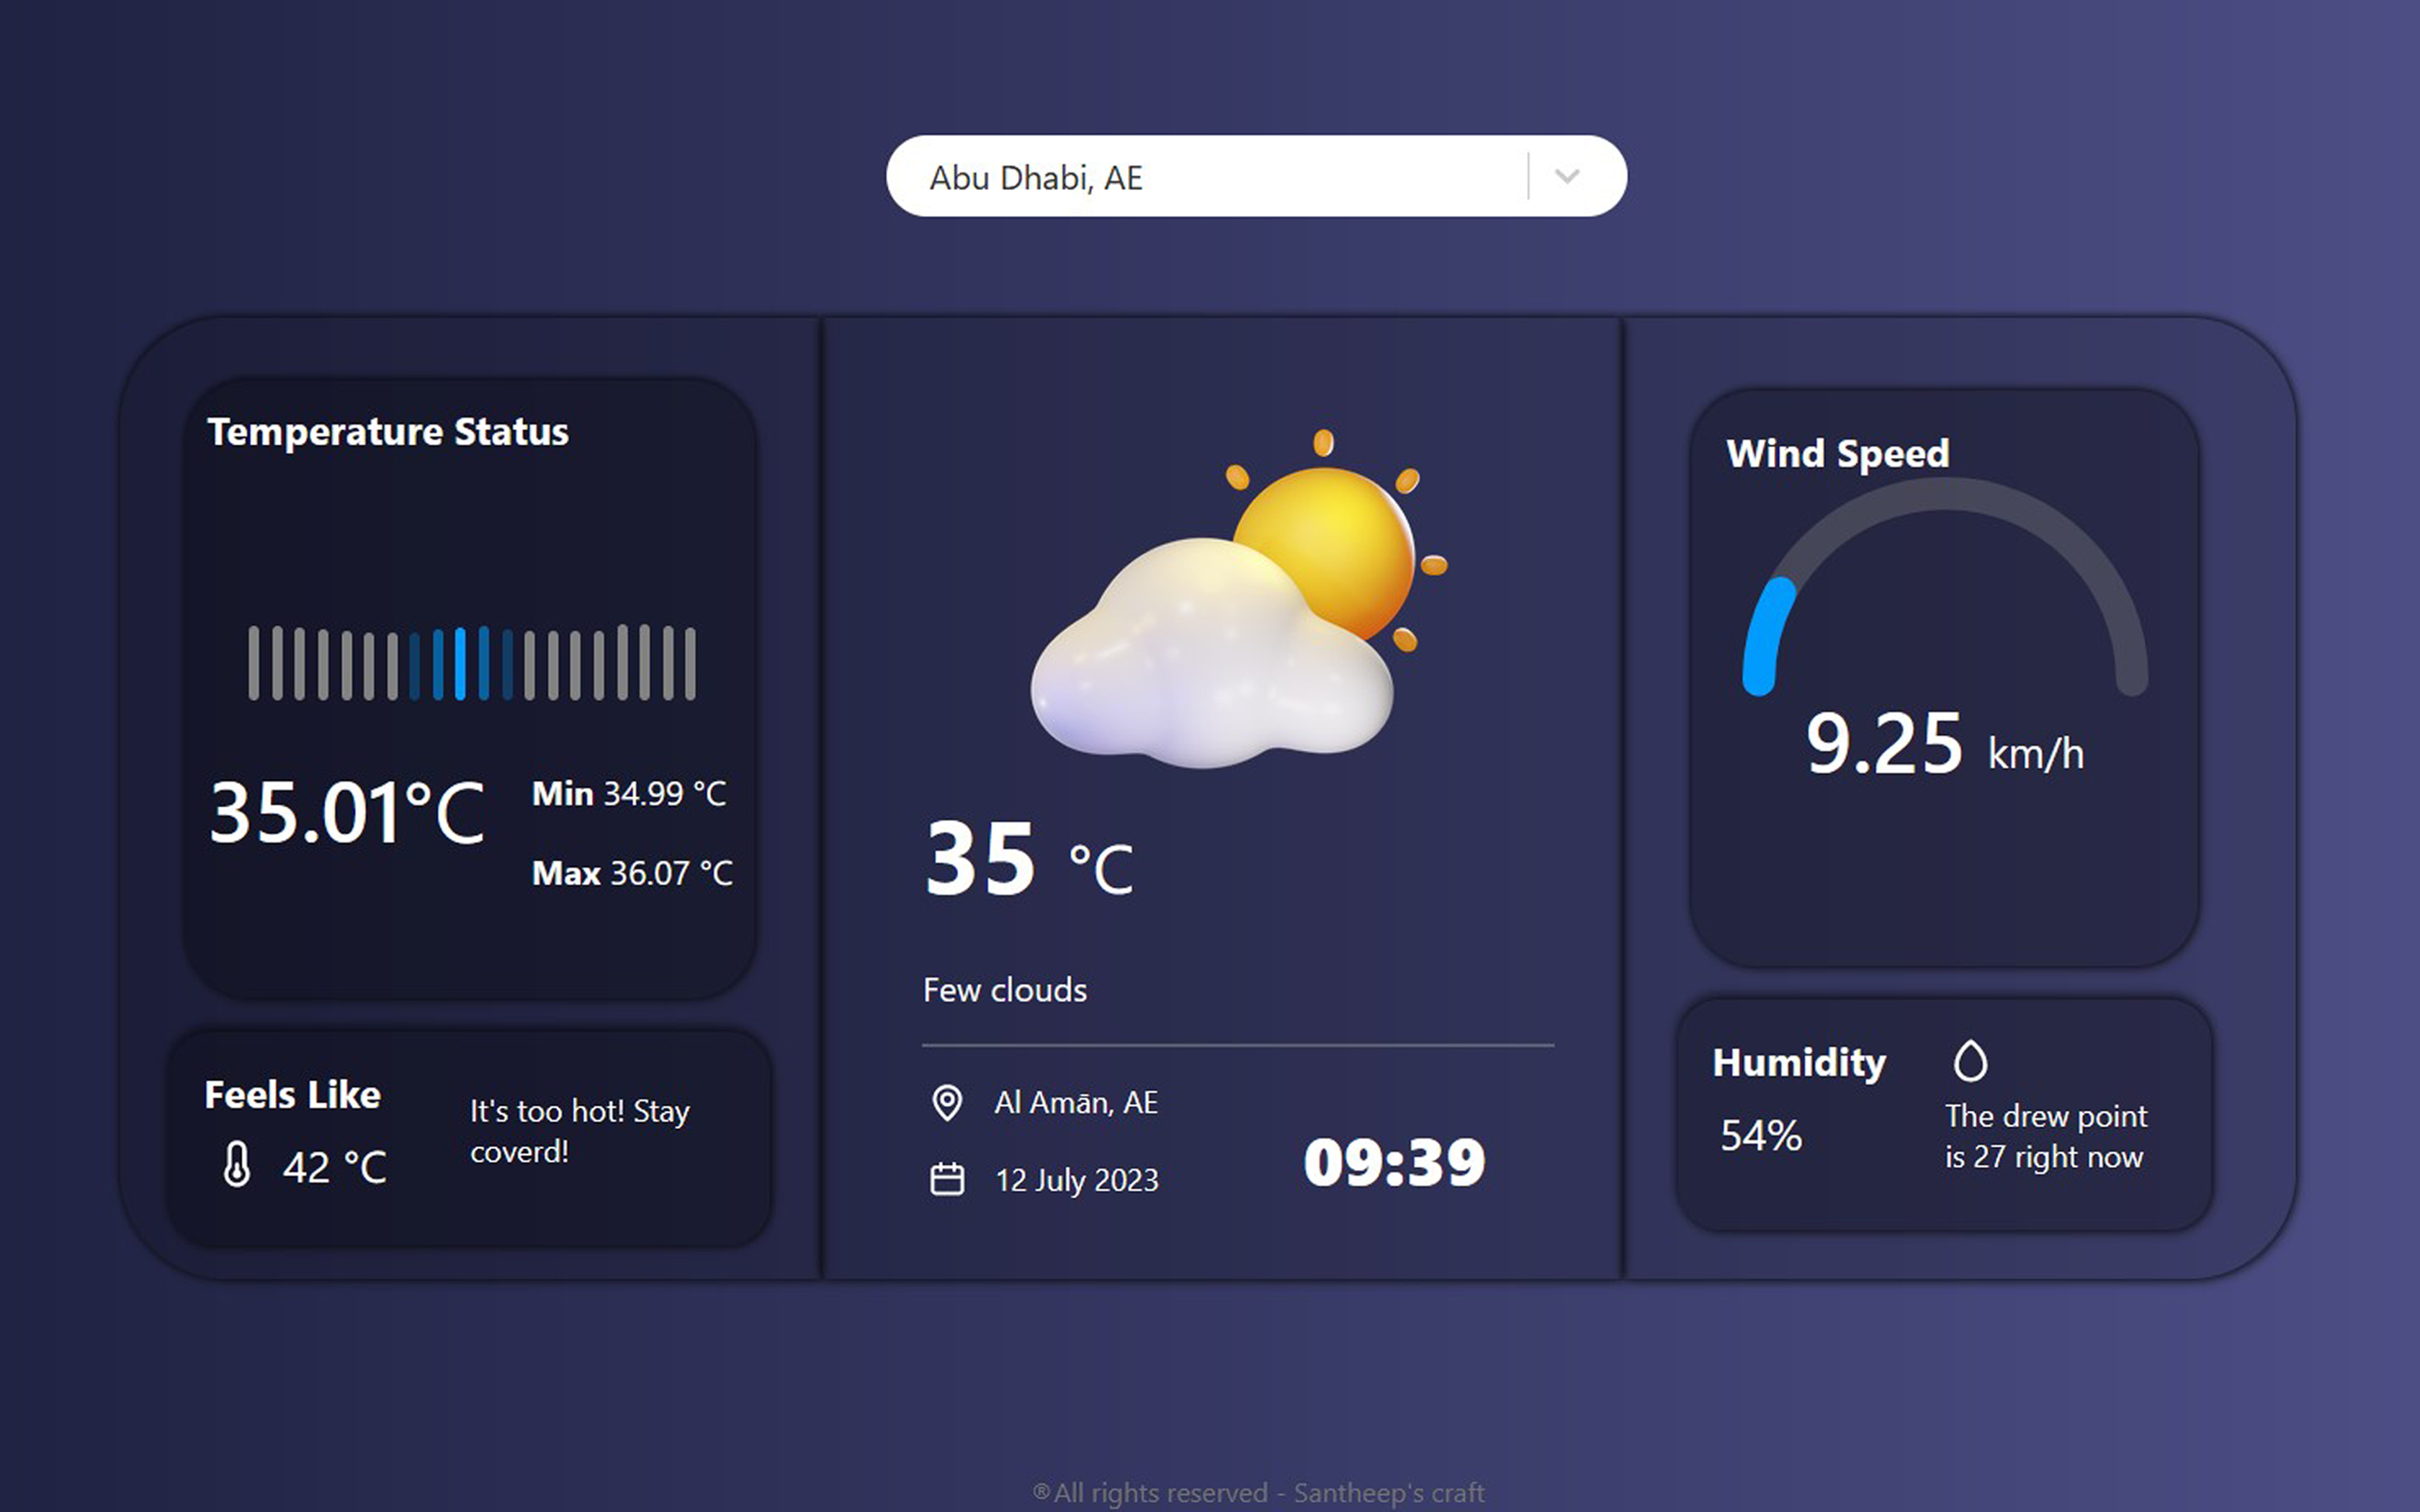 Abu Dhabi, AE
Temperature Status
35.01°C
Min 34.99 °C
Max 36.07 °C
Feels Like
42 °C
It's too hot! Stay
coverd!
35 °C
Few clouds
Al Amān, AE
12 July 2023
09:39
Wind Speed
9.25 km/h
Humidity
54%
The drew point
is 27 right now
®All rights reserved - Santheep's craft